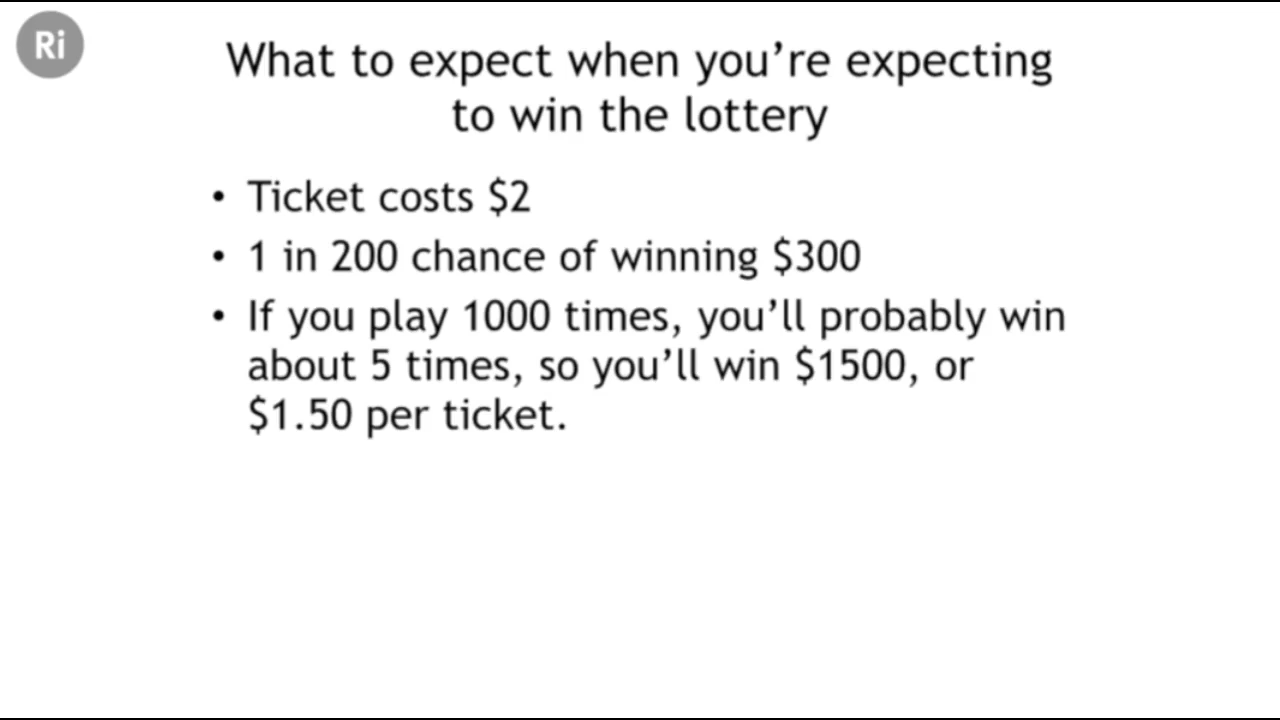 Ri
What to expect when you're expecting
to win the lottery
• Ticket costs $2
• 1 in 200 chance of winning $300
• If you play 1000 times, you'll probably win
about 5 times, so you'll win $1500, or
$1.50 per ticket.